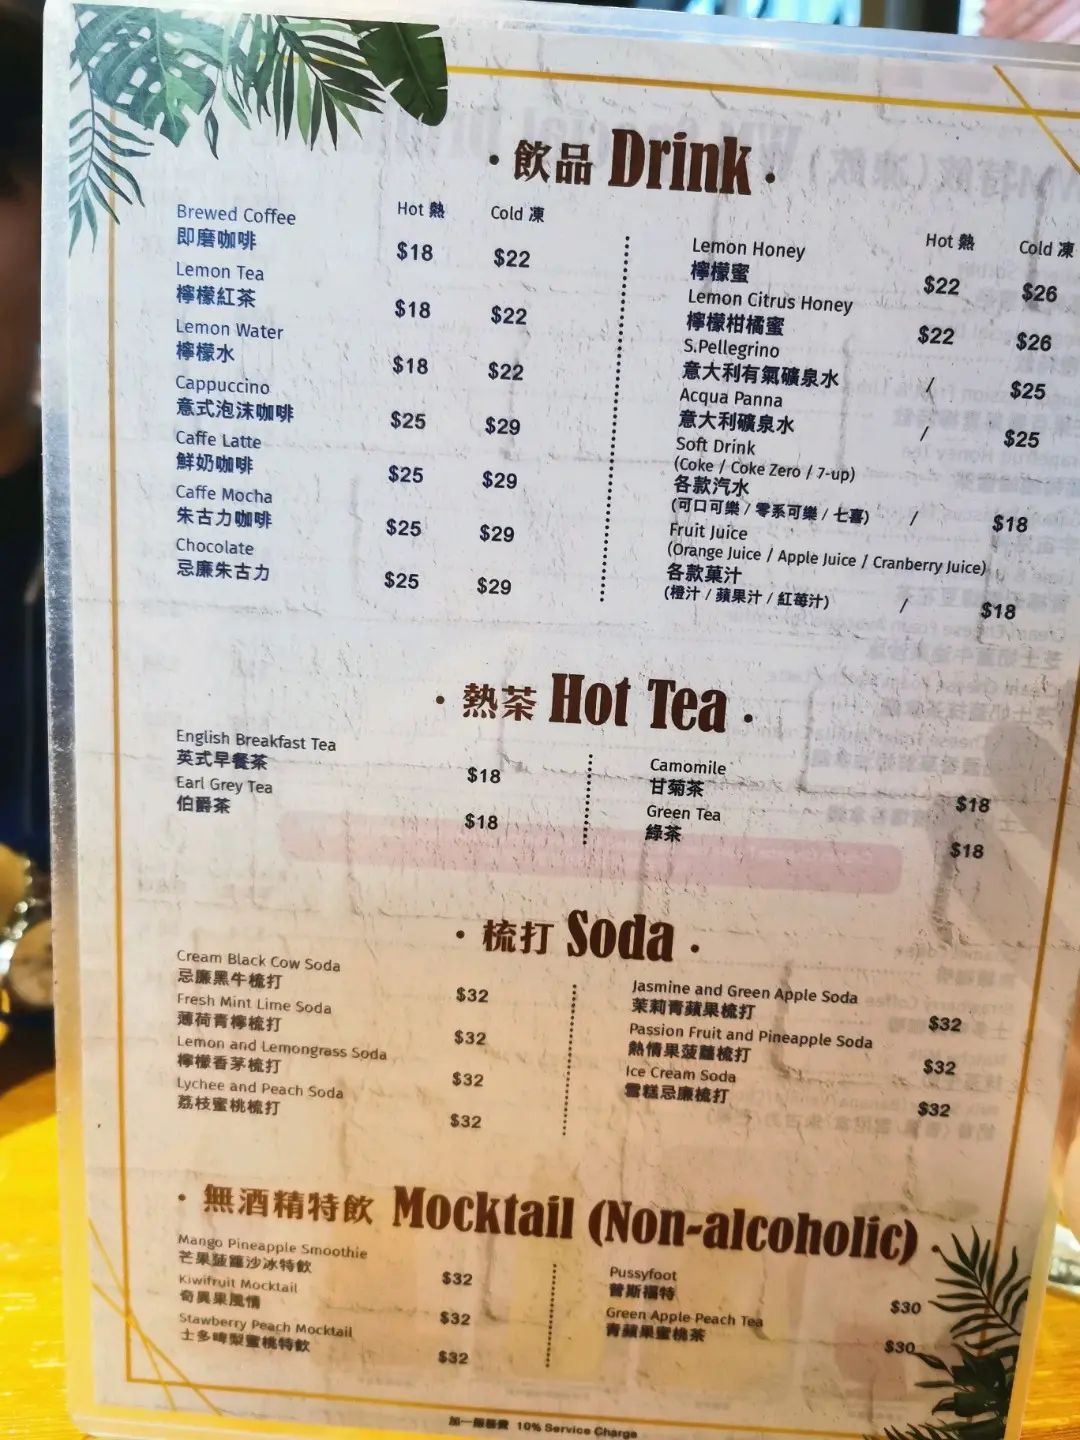 · 飲品 Drink ·
Hot 熱 Cold 凍
Brewed Coffee
即磨咖啡 $18 $22
Lemon Tea
檸檬紅茶 $18 $22
Lemon Water
檸檬水 $18 $22
Cappuccino
意式泡沫咖啡 $25 $29
Caffe Latte
鮮奶咖啡 $25 $29
Caffe Mocha
朱古力咖啡 $25 $29
Chocolate
忌廉朱古力 $25 $29
Hot 熱 Cold 凍
Lemon Honey
檸檬蜜 $22 $26
Lemon Citrus Honey
檸檬柑橘蜜 $22 $26
S.Pellegrino
意大利有氣礦泉水 / $25
Acqua Panna
意大利礦泉水 / $25
Soft Drink
(Coke / Coke Zero / 7-up)
各款汽水
(可口可樂 / 零系可樂 / 七喜) / $18
Fruit Juice
(Orange Juice / Apple Juice / Cranberry Juice)
各款菓汁
(橙汁 / 蘋果汁 / 紅莓汁) / $18
· 熱茶 Hot Tea ·
English Breakfast Tea
英式早餐茶 $18
Earl Grey Tea
伯爵茶 $18
Camomile
甘菊茶 $18
Green Tea
綠茶 $18
· 梳打 Soda ·
Cream Black Cow Soda
忌廉黑牛梳打 $32
Fresh Mint Lime Soda
薄荷青檸梳打 $32
Lemon and Lemongrass Soda
檸檬香茅梳打 $32
Lychee and Peach Soda
荔枝蜜桃梳打 $32
Jasmine and Green Apple Soda
茉莉青蘋果梳打 $32
Passion Fruit and Pineapple Soda
熱情果菠蘿梳打 $32
Ice Cream Soda
雪糕忌廉梳打 $32
· 無酒精特飲 Mocktail (Non-alcoholic) ·
Mango Pineapple Smoothie
芒果菠蘿沙冰特飲 $32
Kiwifruit Mocktail
奇異果風情 $32
Stawberry Peach Mocktail
士多啤梨蜜桃特飲 $32
Pussyfoot
普斯福特 $30
Green Apple Peach Tea
青蘋果蜜桃茶 $30
加一服務費 10% Service Charge